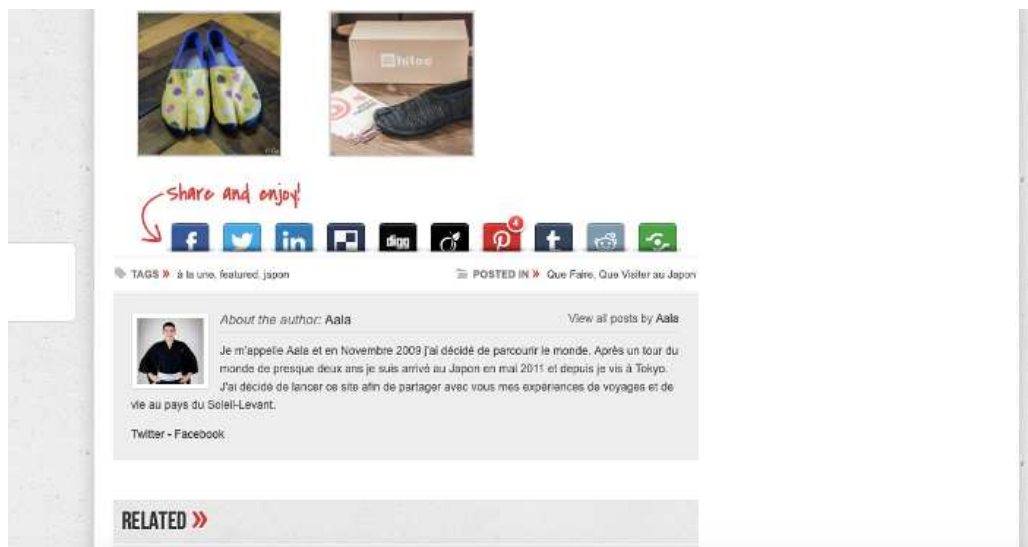 hitoe
Share and enjoy!
f in digg p 4 t
TAGS » à la une, featured, japon
POSTED IN » Que Faire, Que Visiter au Japon
About the author: Aala
View all posts by Aala
Je m'appelle Aala et en Novembre 2009 j'ai décidé de parcourir le monde. Après un tour du
monde de presque deux ans je suis arrivé au Japon en mai 2011 et depuis je vis à Tokyo.
J'ai décidé de lancer ce site afin de partager avec vous mes expériences de voyages et de
vie au pays du Soleil-Levant.
Twitter - Facebook
RELATED »